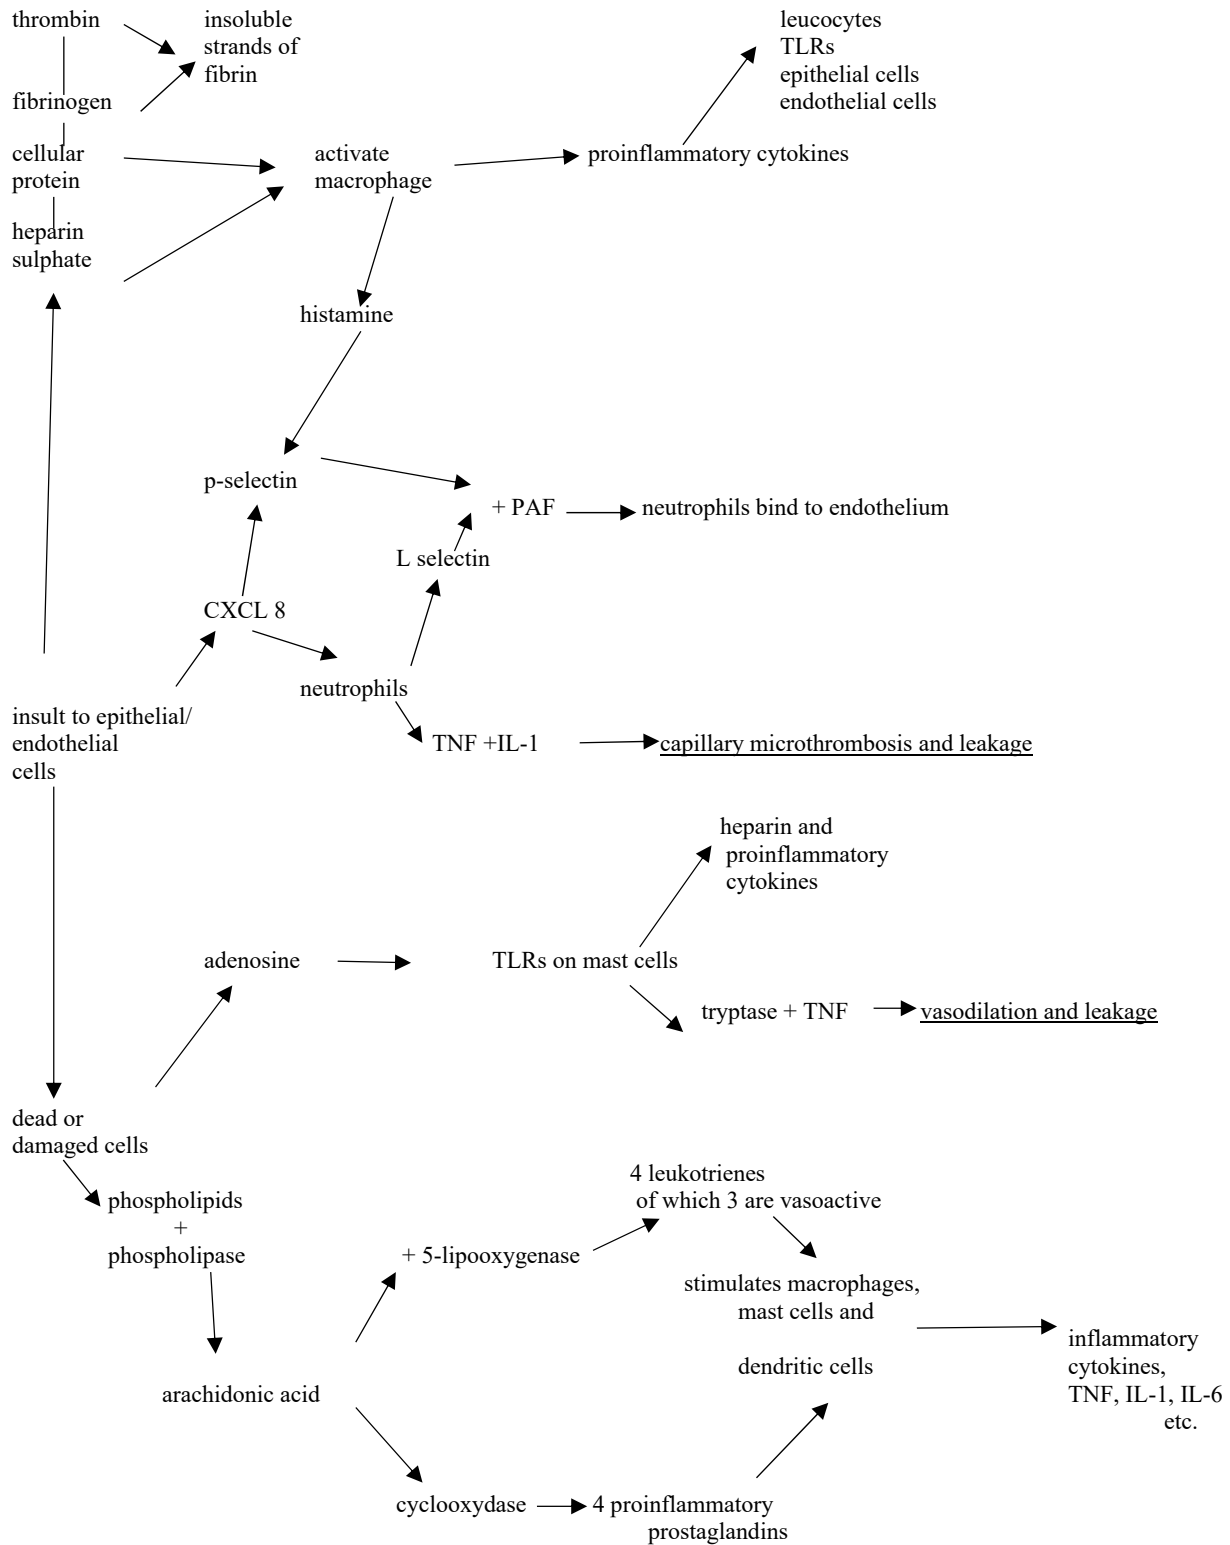 thrombin
insoluble
strands of
fibrin
leucocytes
TLRs
epithelial cells
endothelial cells
fibrinogen
cellular
protein
activate
macrophage
proinflammatory cytokines
heparin
sulphate
histamine
p-selectin
+ PAF
neutrophils bind to endothelium
L selectin
CXCL 8
neutrophils
insult to epithelial/
endothelial
cells
TNF +IL-1
capillary microthrombosis and leakage
heparin and
proinflammatory
cytokines
adenosine
TLRs on mast cells
tryptase + TNF
vasodilation and leakage
dead or
damaged cells
4 leukotrienes
of which 3 are vasoactive
phospholipids
+
phospholipase
+ 5-lipooxygenase
stimulates macrophages,
mast cells and
dendritic cells
inflammatory
cytokines,
TNF, IL-1, IL-6
etc.
arachidonic acid
cyclooxydase
4 proinflammatory
prostaglandins